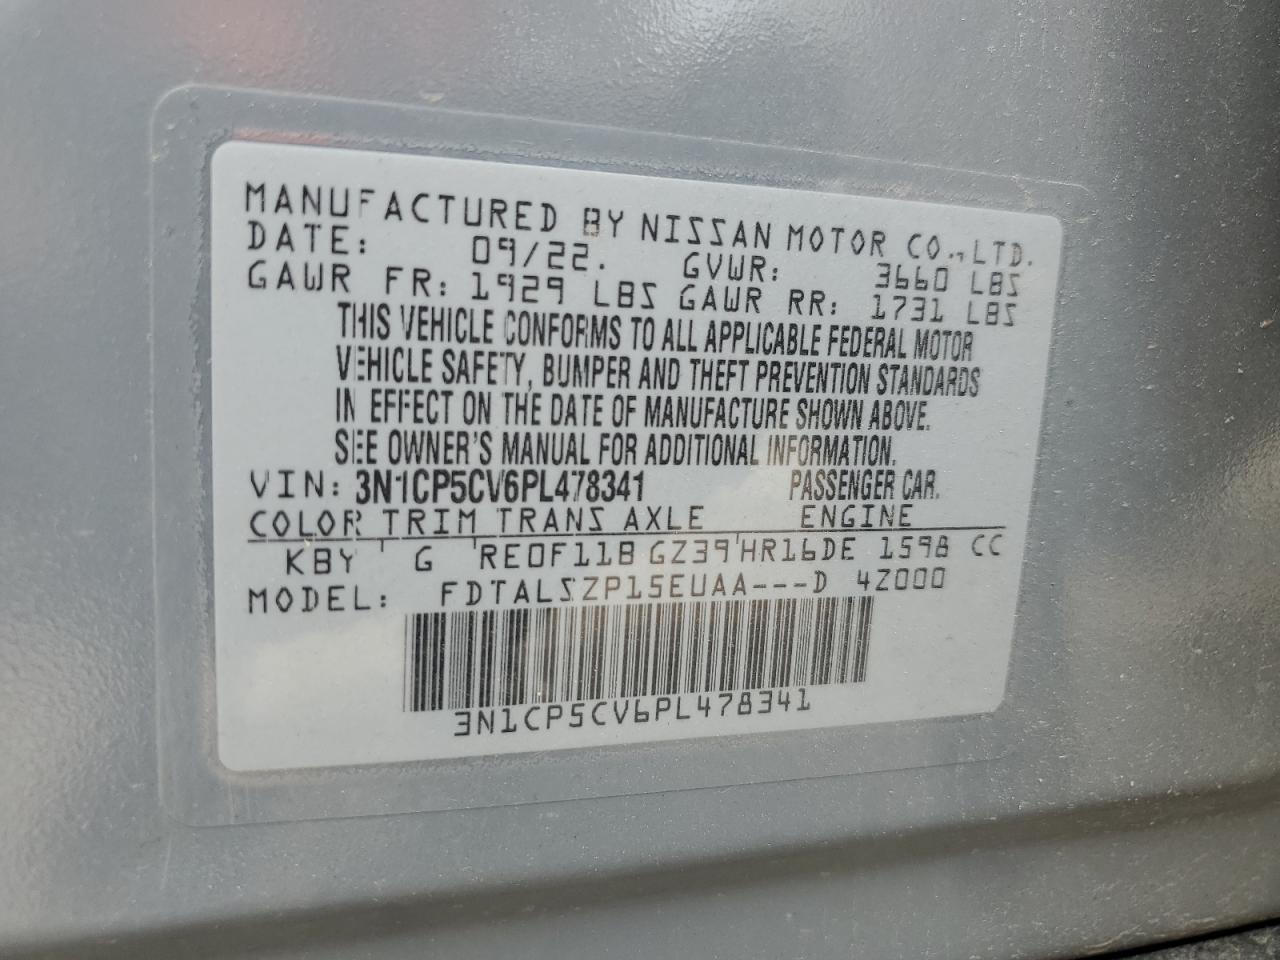 MANUFACTURED BY NISSAN MOTOR CO.,LTD.
DATE: 09/22. GVWR: 3660 LBS
GAWR FR: 1929 LBS GAWR RR: 1731 LBS
THIS VEHICLE CONFORMS TO ALL APPLICABLE FEDERAL MOTOR
VEHICLE SAFETY, BUMPER AND THEFT PREVENTION STANDARDS
IN EFFECT ON THE DATE OF MANUFACTURE SHOWN ABOVE.
SEE OWNER'S MANUAL FOR ADDITIONAL INFORMATION.
VIN: 3N1CP5CV6PL478341 PASSENGER CAR.
COLOR TRIM TRANS AXLE ENGINE
KBY ' G 'RE0F11B GZ39'HR16DE 1598 CC
MODEL: FDTALSZP15EUAA---D 4Z000
3N1CP5CV6PL478341